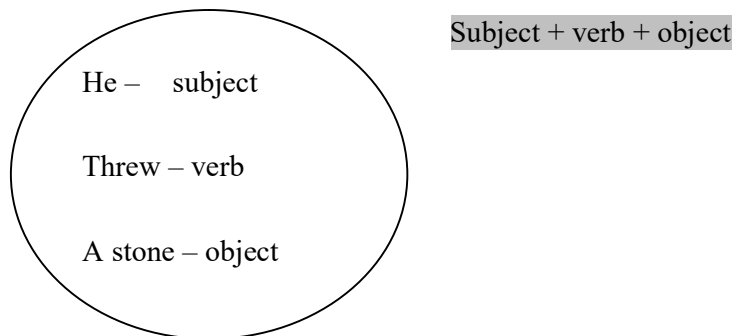 Subject + verb + object
He – subject
Threw – verb
A stone – object